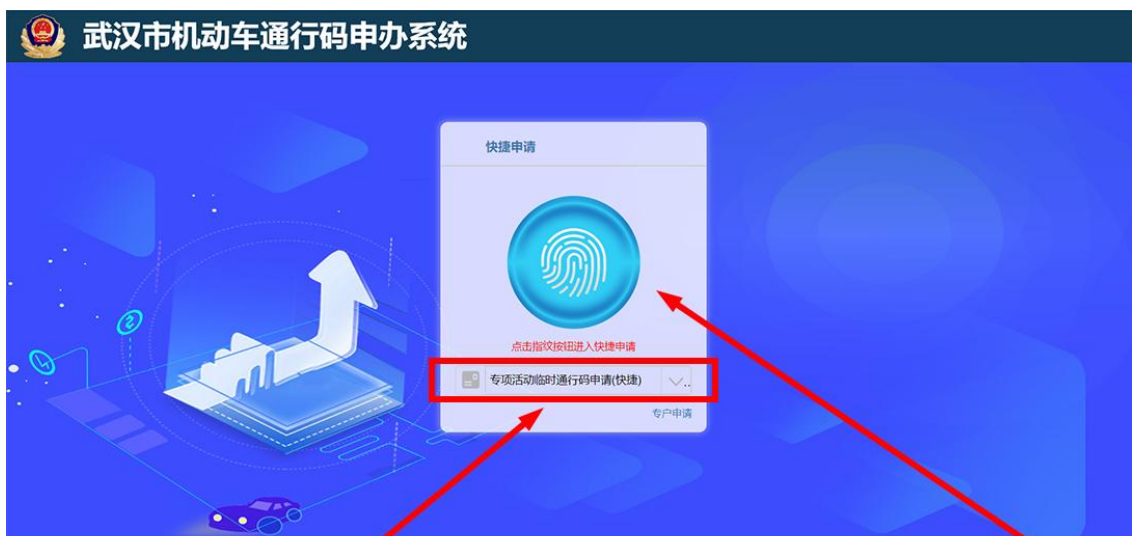 武汉市机动车通行码申办系统
快捷申请
点击指纹按钮进入快捷申请
专项活动临时通行码申请(快捷)
专户申请